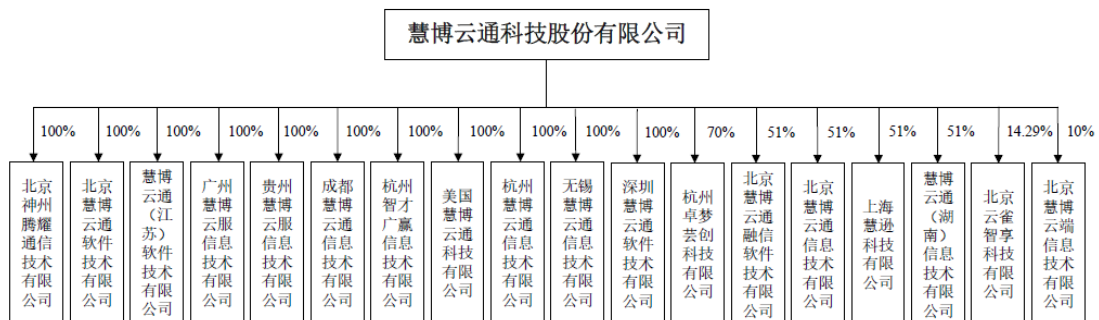 慧博云通科技股份有限公司
100%
100%
100%
100%
100%
100%
100%
100%
100%
100%
100%
70%
51%
51%
51%
51%
14.29%
10%
北京
神州
腾耀
通信
技术
有限
公司
北京
慧博
云通
软件
技术
有限
公司
慧博
云通
（江
苏）
软件
技术
有限
公司
广州
慧博
云服
信息
技术
有限
公司
贵州
慧博
云服
信息
技术
有限
公司
成都
慧博
云通
信息
技术
有限
公司
杭州
智才
广赢
信息
技术
有限
公司
美国
慧博
云通
科技
有限
公司
杭州
慧博
云通
信息
技术
有限
公司
无锡
慧博
云通
信息
技术
有限
公司
深圳
慧博
云通
软件
技术
有限
公司
杭州
卓梦
芸创
科技
有限
公司
北京
慧博
云通
融信
软件
技术
有限
公司
北京
慧博
云通
信息
技术
有限
公司
上海
慧逊
科技
有限
公司
慧博
云通
（湖
南）
信息
技术
有限
公司
北京
云雀
智享
科技
有限
公司
北京
慧博
云端
信息
技术
有限
公司